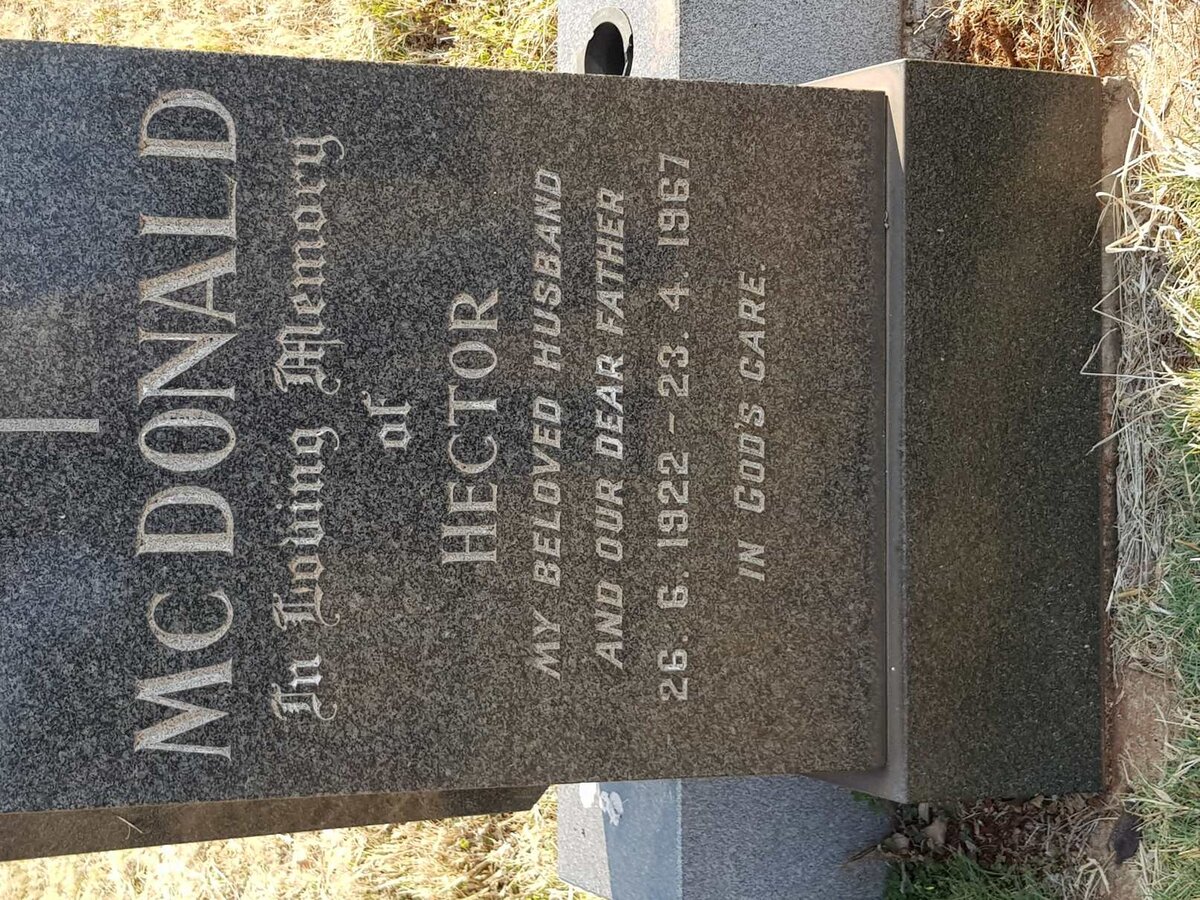 MCDONALD
In Loving Memory
of
HECTOR
MY BELOVED HUSBAND
AND OUR DEAR FATHER
26. 6. 1922 – 23. 4. 1967
IN GOD'S CARE.